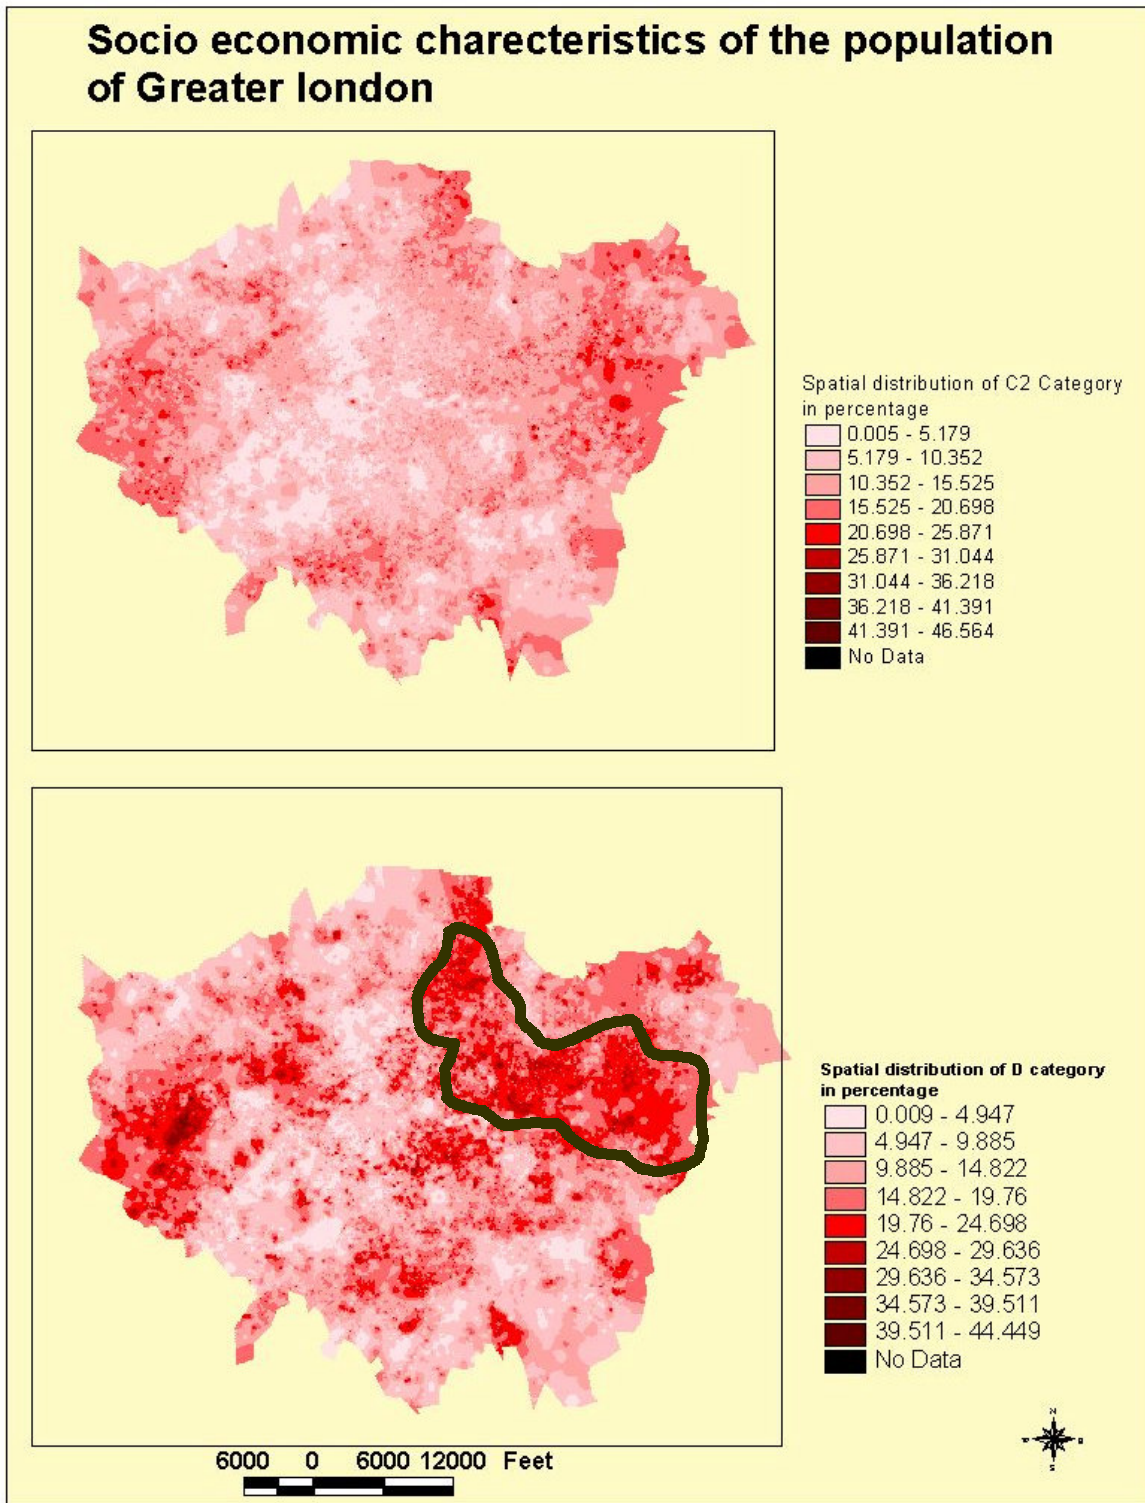 Socio economic charecteristics of the population
of Greater london
Spatial distribution of C2 Category
in percentage
0.005 - 5.179
5.179 - 10.352
10.352 - 15.525
15.525 - 20.698
20.698 - 25.871
25.871 - 31.044
31.044 - 36.218
36.218 - 41.391
41.391 - 46.564
No Data
Spatial distribution of D category
in percentage
0.009 - 4.947
4.947 - 9.885
9.885 - 14.822
14.822 - 19.76
19.76 - 24.698
24.698 - 29.636
29.636 - 34.573
34.573 - 39.511
39.511 - 44.449
No Data
6000 0 6000 12000 Feet
N
S